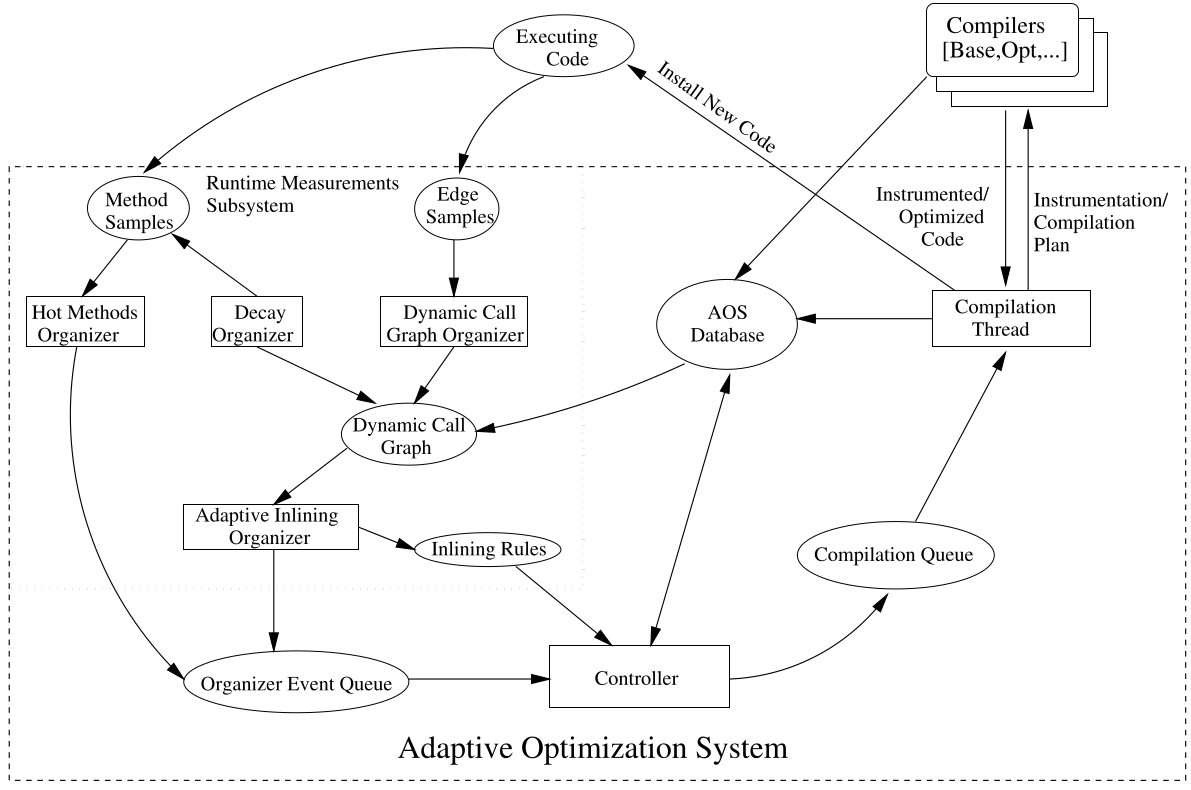 Executing
Code
Compilers
[Base,Opt,...]
Install New Code
Runtime Measurements
Subsystem
Method
Samples
Edge
Samples
Instrumented/
Optimized
Code
Instrumentation/
Compilation
Plan
Hot Methods
Organizer
Decay
Organizer
Dynamic Call
Graph Organizer
AOS
Database
Compilation
Thread
Dynamic Call
Graph
Adaptive Inlining
Organizer
Inlining Rules
Compilation Queue
Organizer Event Queue
Controller
Adaptive Optimization System